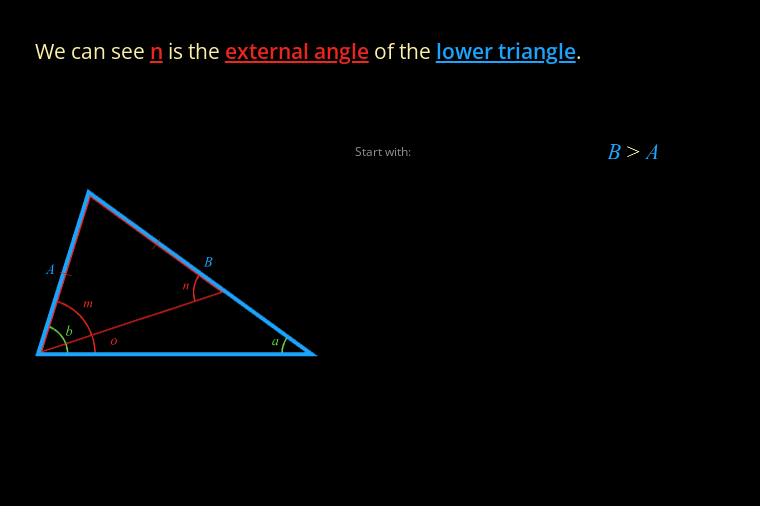 We can see n is the external angle of the lower triangle.
Start with:
B > A
A
B
n
m
b
o
a